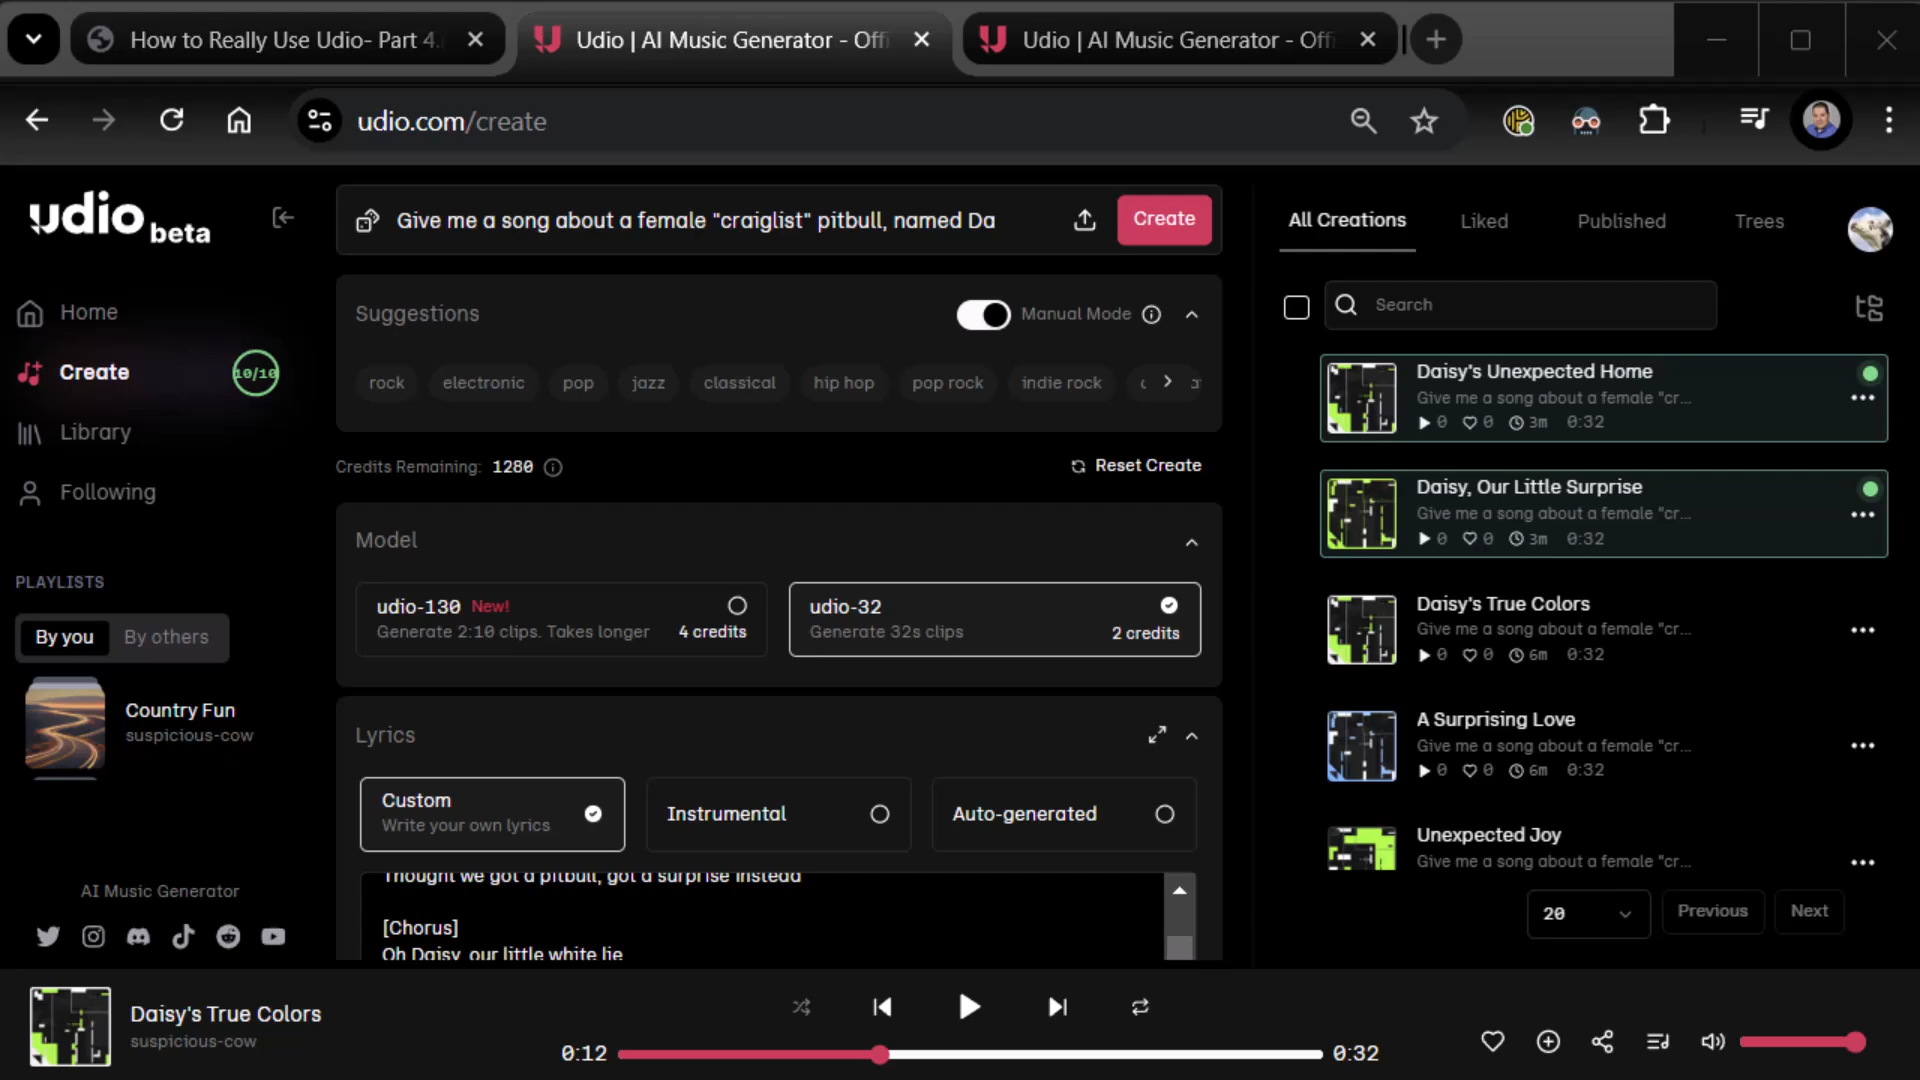 How to Really Use Udio- Part 4.
Udio | AI Music Generator - Offi
Udio | AI Music Generator - Offi
udio.com/create
udio beta
Home
Create
10/10
Library
Following
PLAYLISTS
By you
By others
Country Fun
suspicious-cow
AI Music Generator
Give me a song about a female "craiglist" pitbull, named Da
Create
Suggestions
Manual Mode
rock
electronic
pop
jazz
classical
hip hop
pop rock
indie rock
Credits Remaining: 1280
Reset Create
Model
udio-130 New!
Generate 2:10 clips. Takes longer
4 credits
udio-32
Generate 32s clips
2 credits
Lyrics
Custom
Write your own lyrics
Instrumental
Auto-generated
Thought we got a pitbull, got a surprise instead
[Chorus]
Oh Daisy, our little white lie
All Creations
Liked
Published
Trees
Search
Daisy's Unexpected Home
Give me a song about a female "cr...
0 0 3m 0:32
Daisy, Our Little Surprise
Give me a song about a female "cr...
0 0 3m 0:32
Daisy's True Colors
Give me a song about a female "cr...
0 0 6m 0:32
A Surprising Love
Give me a song about a female "cr...
0 0 6m 0:32
Unexpected Joy
Give me a song about a female "cr...
20
Previous
Next
Daisy's True Colors
suspicious-cow
0:12
0:32